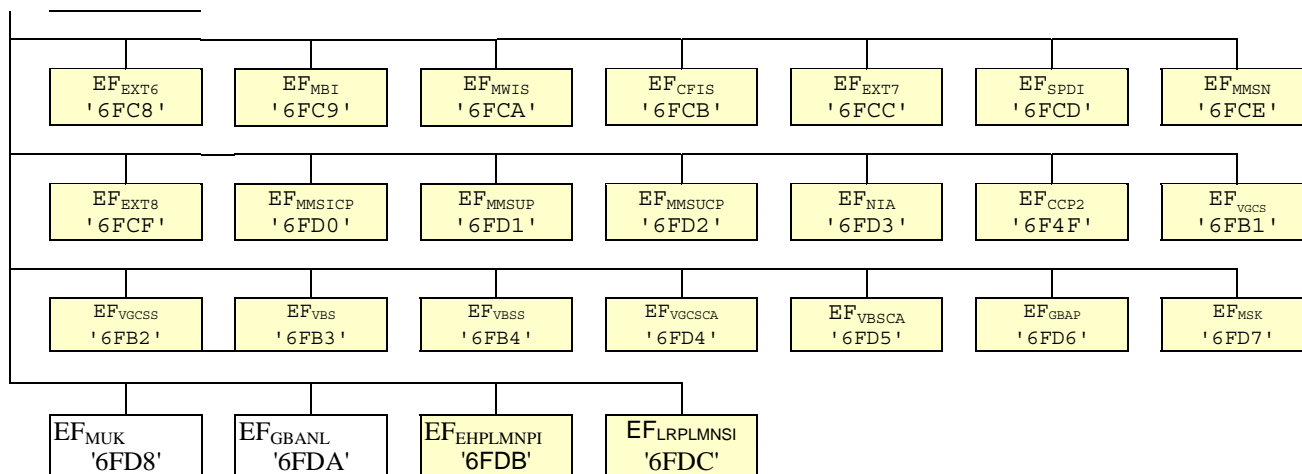 EFEXT6 EFMBI EFMWIS EFCFIS EFEXT7 EFSPDI EFMMSN
'6FC8' '6FC9' '6FCA' '6FCB' '6FCC' '6FCD' '6FCE'
EFEXT8 EFMMSICP EFMMSUP EFMMSUCP EFNIA EFCCP2 EFVGCS
'6FCF' '6FD0' '6FD1' '6FD2' '6FD3' '6F4F' '6FB1'
EFVGCSS EFVBS EFVBSS EFVGCSCA EFVBSCA EFGBAP EFMSK
'6FB2' '6FB3' '6FB4' '6FD4' '6FD5' '6FD6' '6FD7'
EFMUK EFGBANL EFEHPLMNPI EFLRPLMNSI
'6FD8' '6FDA' '6FDB' '6FDC'